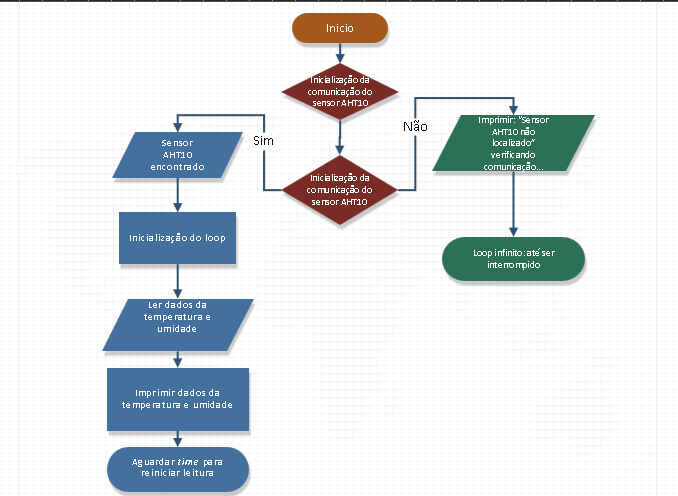 Inicio
Inicialização da
comunicação do
sensor AHT10
Não
Imprimir: "Sensor
AHT10 não
localizado"
verificando
comunicação...
Sim
Sensor
AHT10
encontrado
Inicialização da
comunicação do
sensor AHT10
Inicialização do loop
Loop infinito: até ser
interrompido
Ler dados da
temperatura e
umidade
Imprimir dados da
temperatura e umidade
Aguardar time para
reiniciar leitura